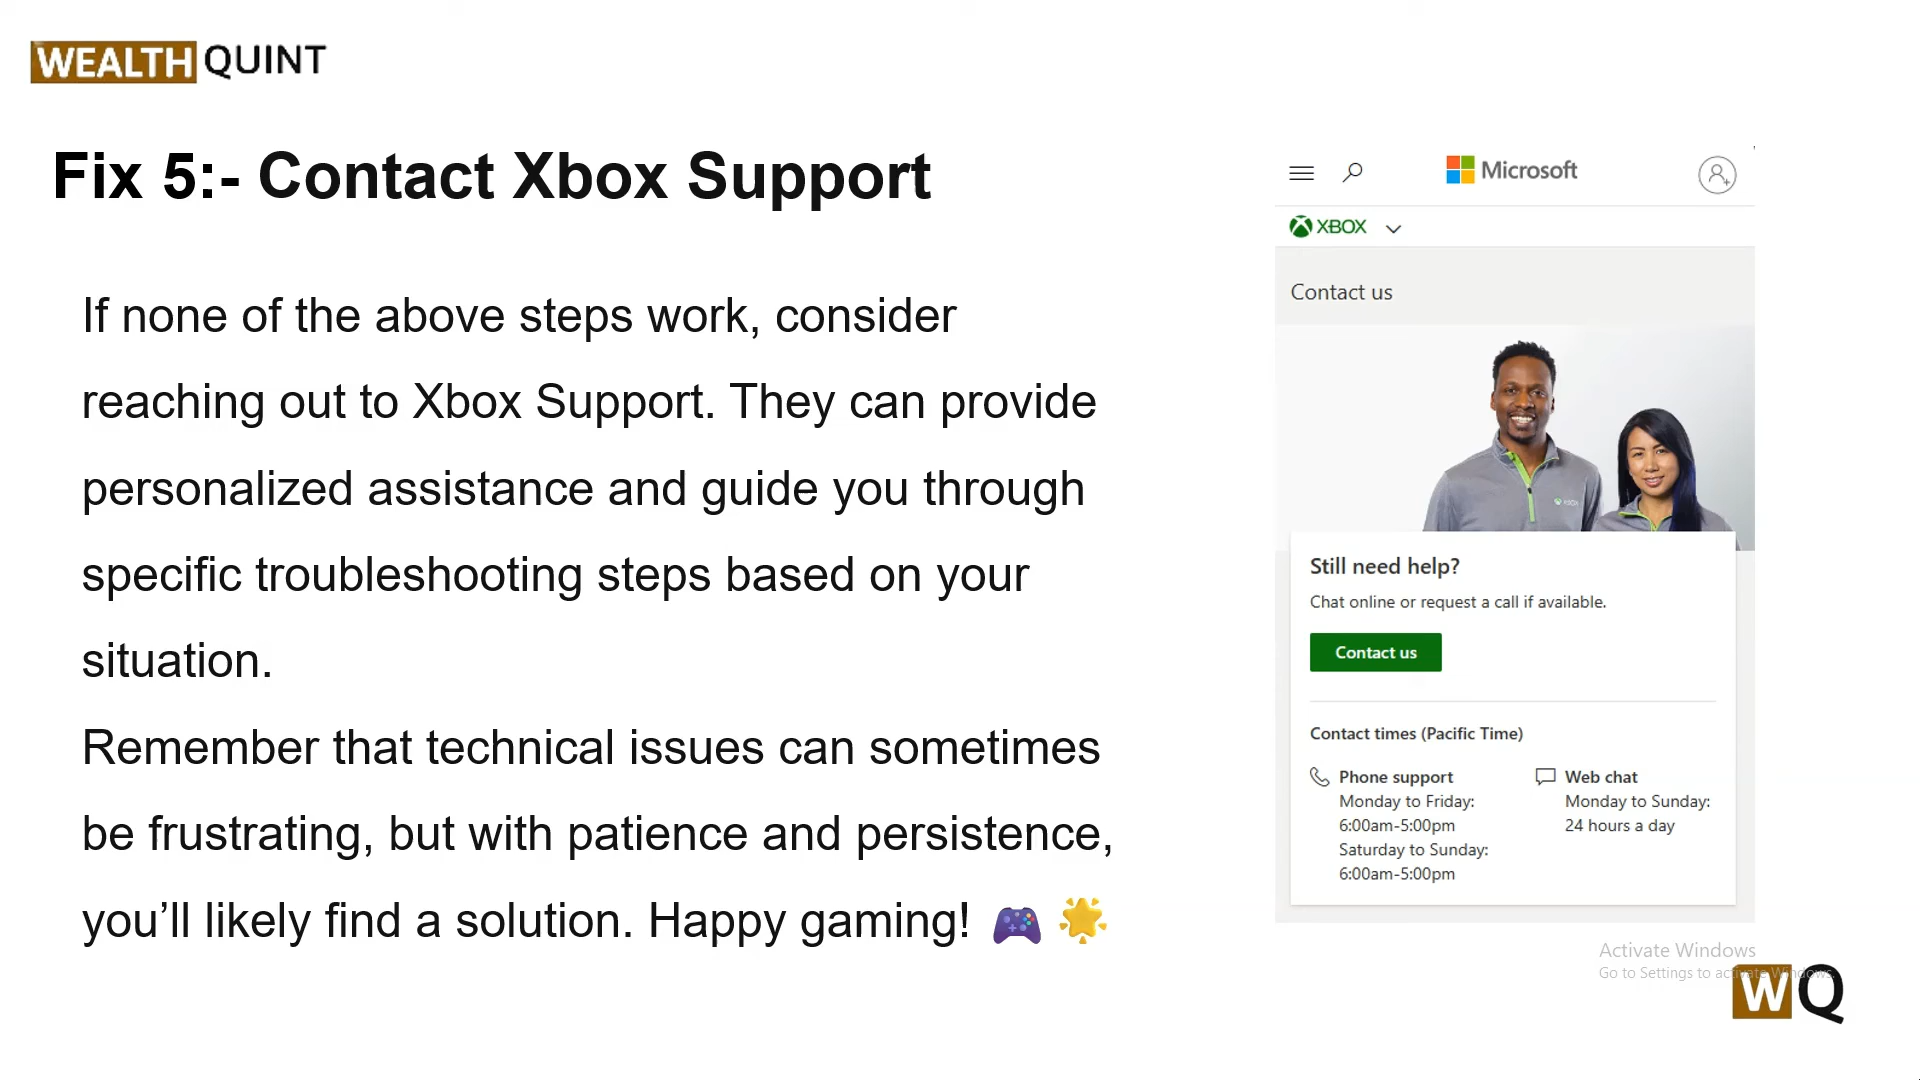 WEALTH QUINT
Fix 5:- Contact Xbox Support
If none of the above steps work, consider
reaching out to Xbox Support. They can provide
personalized assistance and guide you through
specific troubleshooting steps based on your
situation.
Remember that technical issues can sometimes
be frustrating, but with patience and persistence,
you’ll likely find a solution. Happy gaming! 🎮 🌟
Microsoft
XBOX
Contact us
XBOX
Still need help?
Chat online or request a call if available.
Contact us
Contact times (Pacific Time)
Phone support
Monday to Friday:
6:00am-5:00pm
Saturday to Sunday:
6:00am-5:00pm
Web chat
Monday to Sunday:
24 hours a day
Activate Windows
Go to Settings to activate Windows.
WQ